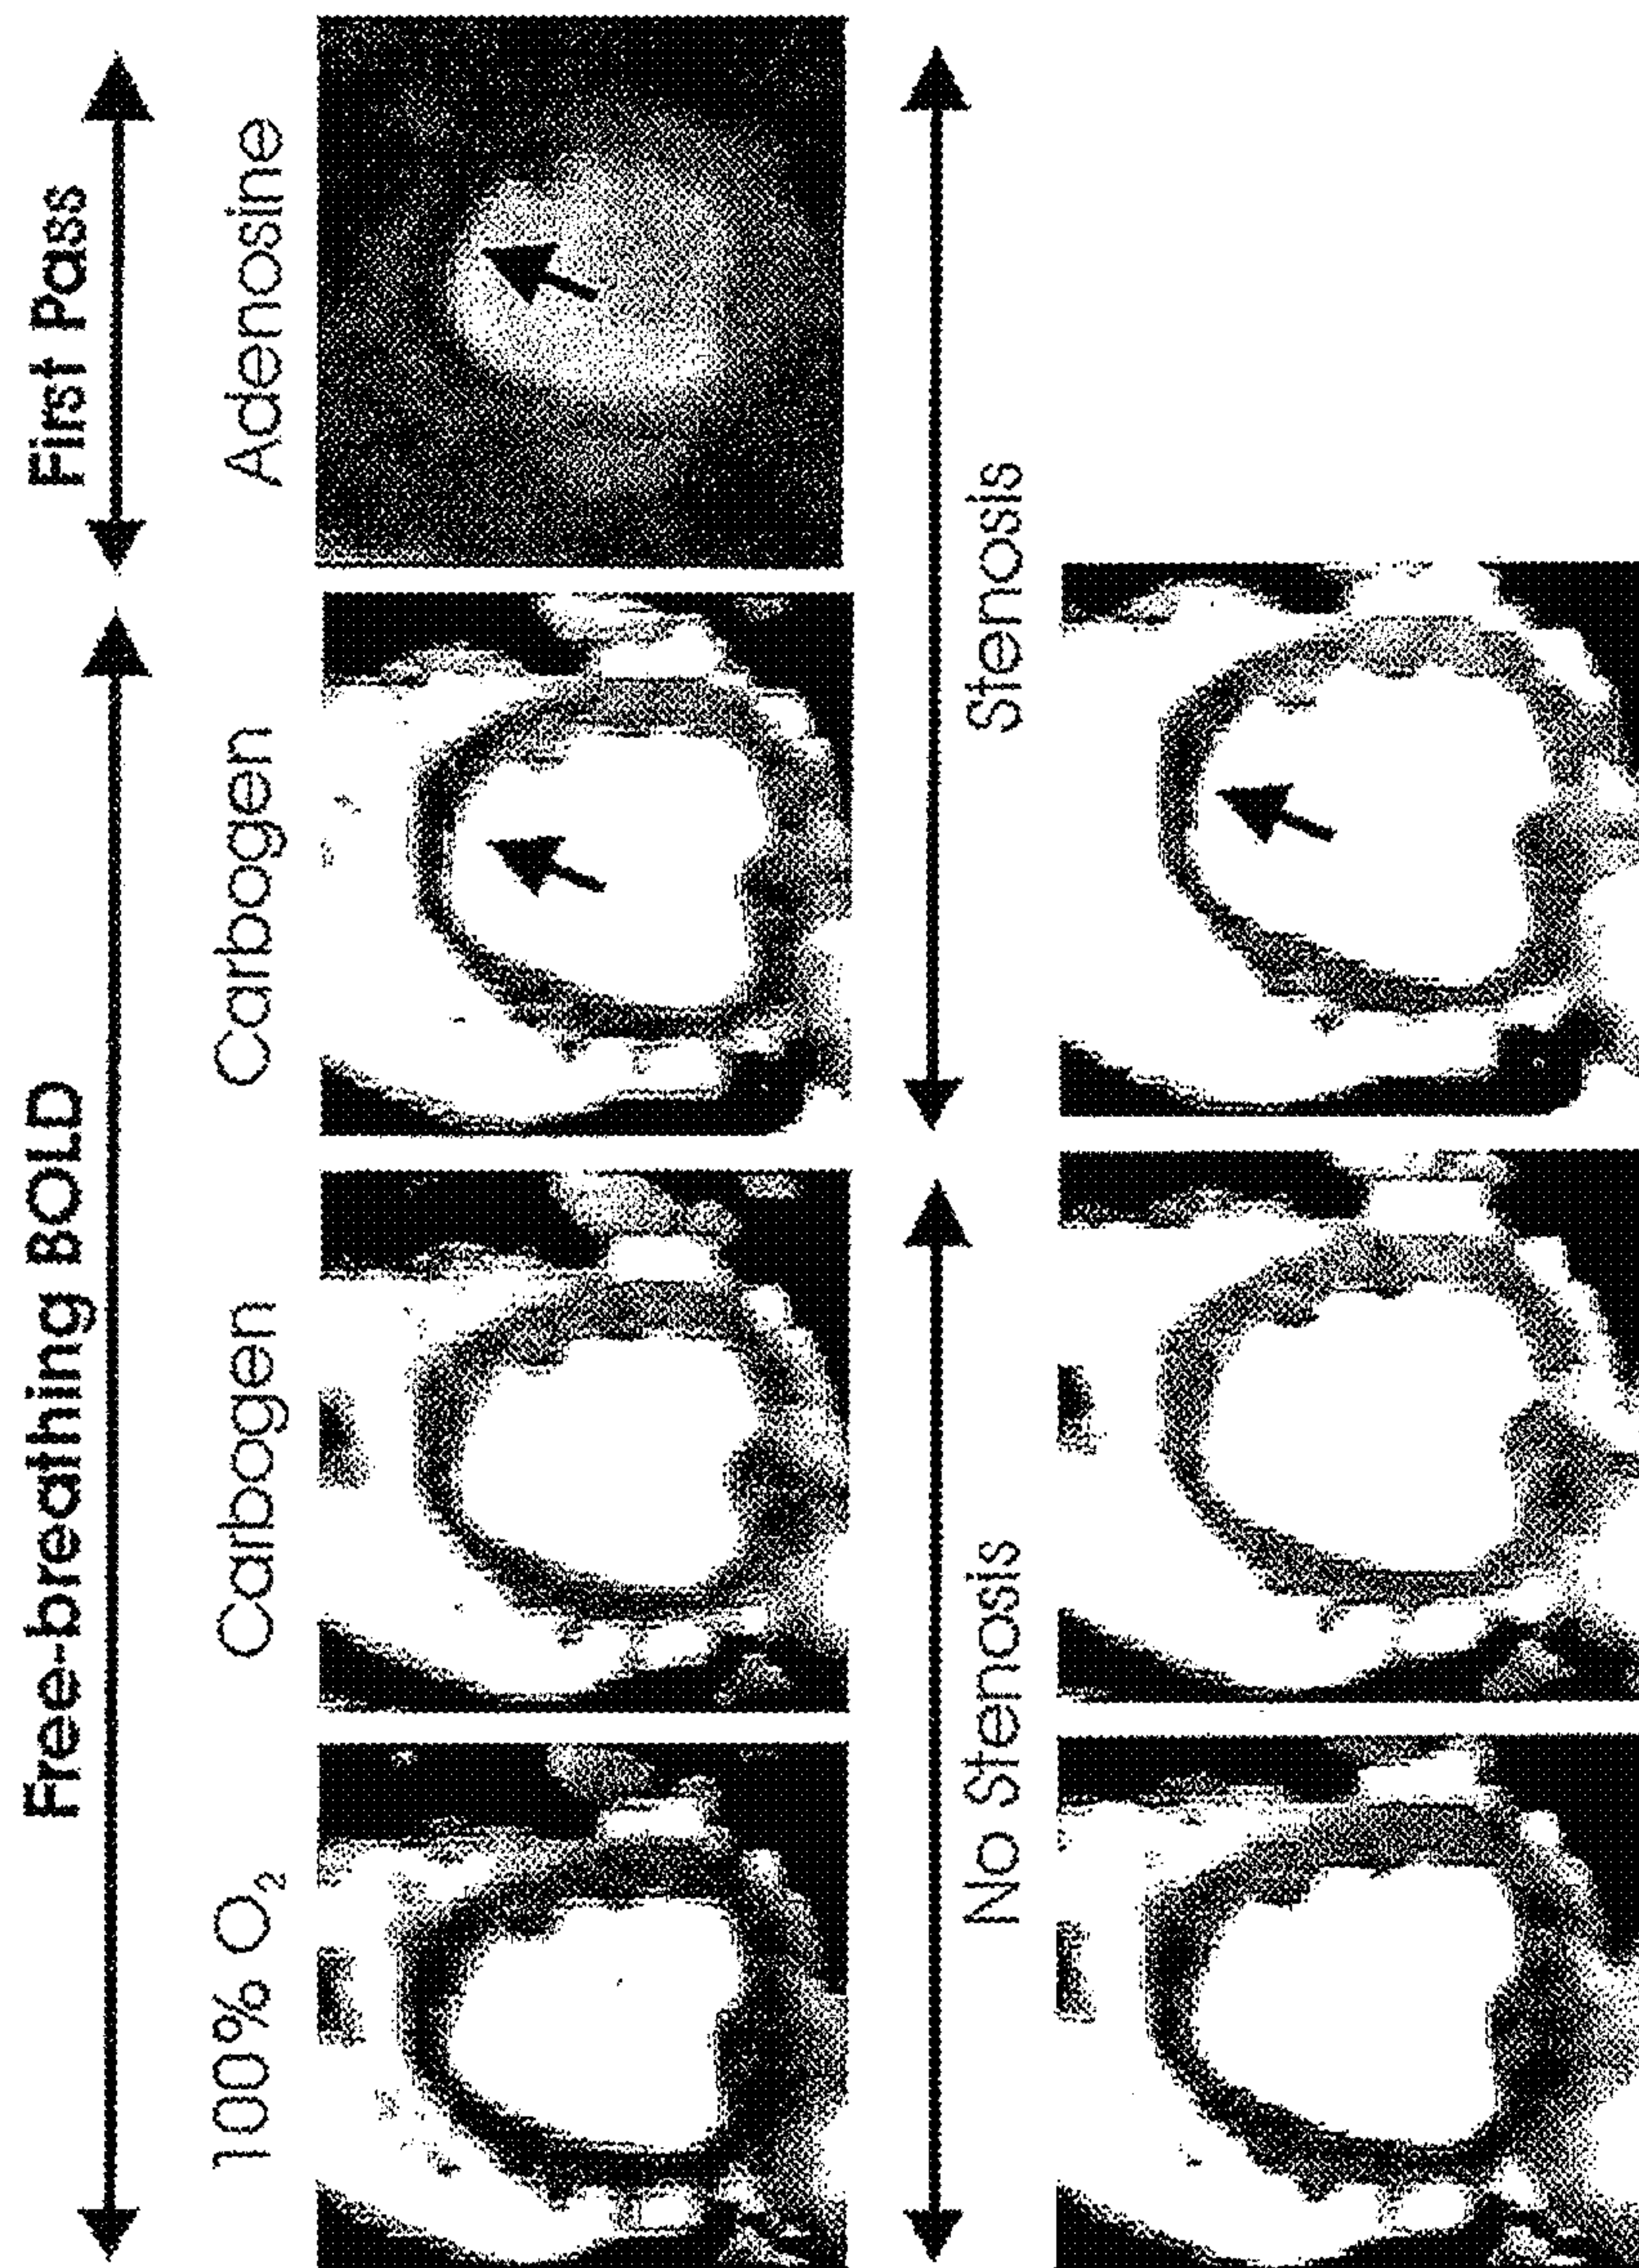 Free-breathing BOLD
First Pass
100% O₂
Carbogen
Carbogen
Adenosine
No Stenosis
Stenosis